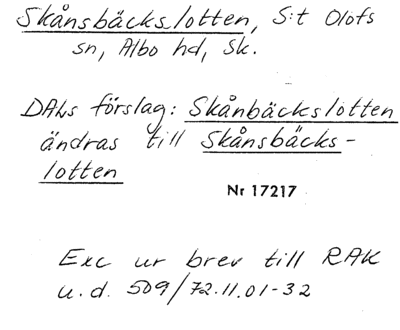 Skånsbäckslotten, S:t Olofs
sn, Albo hd, Sk.
DALs förslag: Skånbäckslotten
ändras till Skånsbäcks-
lotten
Nr 17217
Exc ur brev till RAK
u.d. 509/72.11.01-32